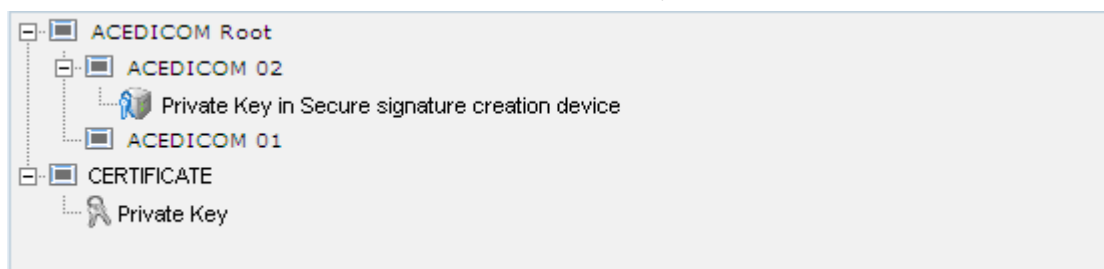 ACEDICOM Root
ACEDICOM 02
Private Key in Secure signature creation device
ACEDICOM 01
CERTIFICATE
Private Key